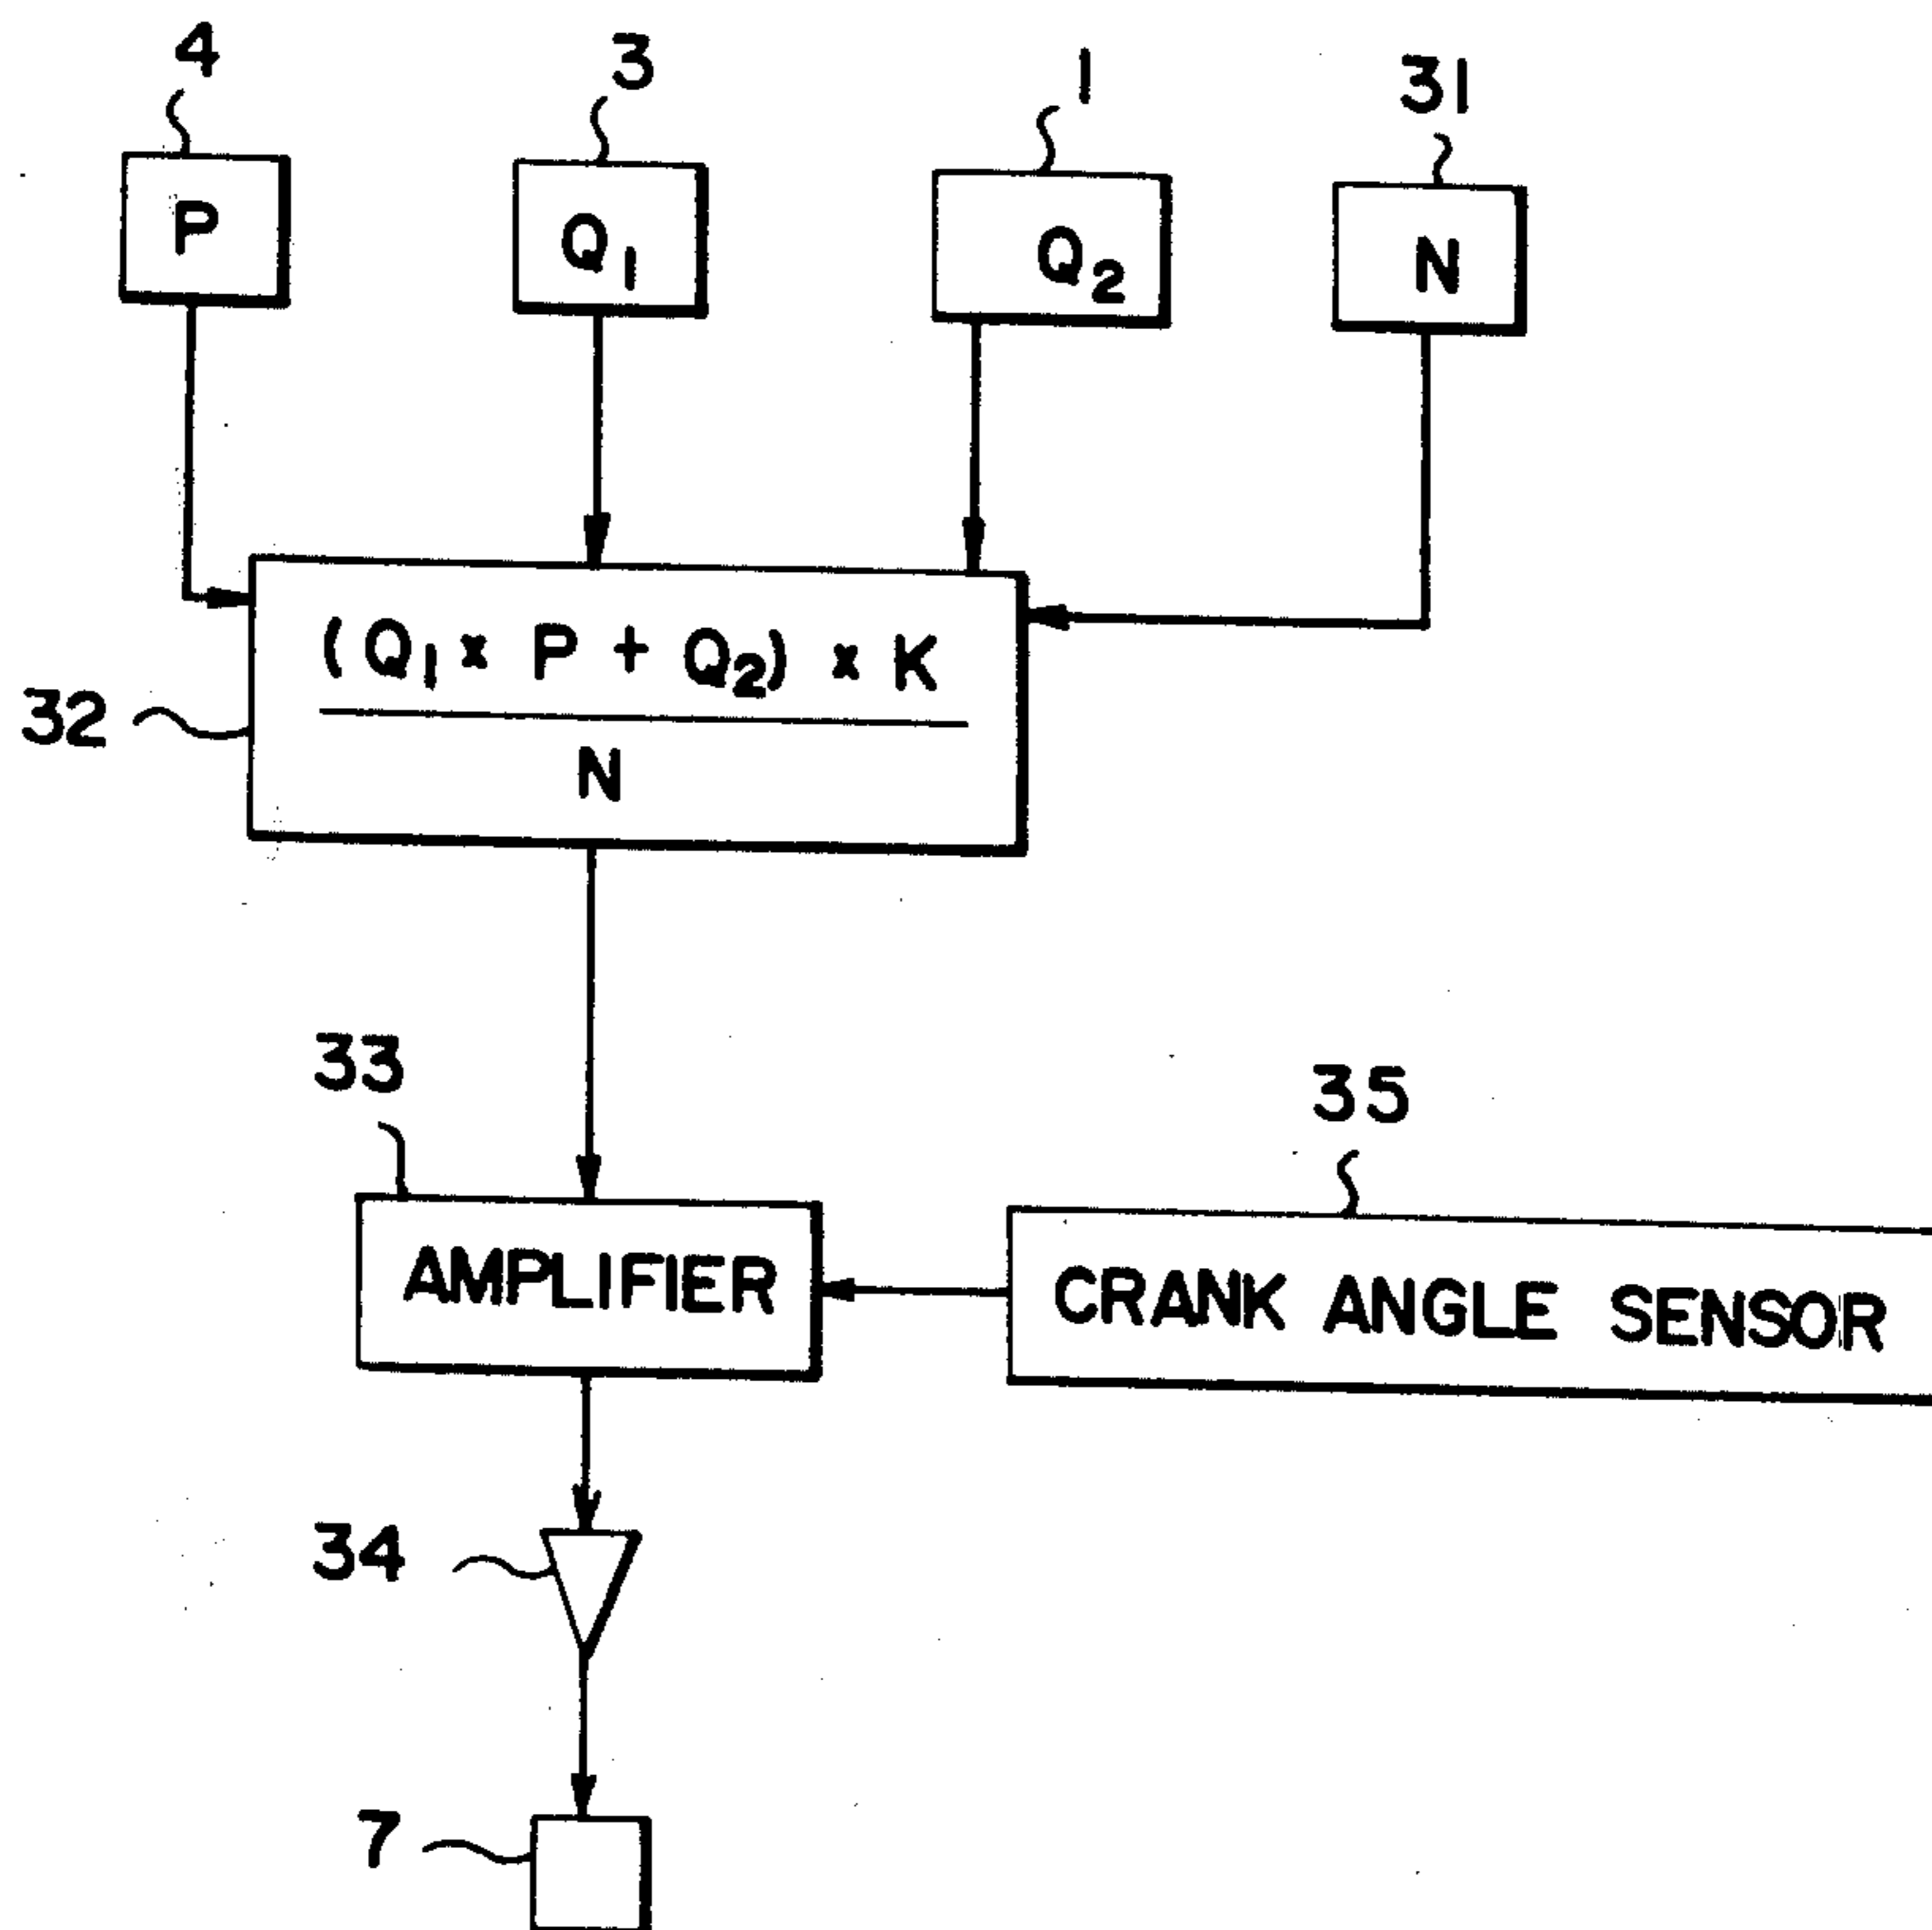 4 3 1 31
P Q₁ Q₂ N
(Q₁ x P + Q₂) x K
32
N
33 35
AMPLIFIER CRANK ANGLE SENSOR
34
7